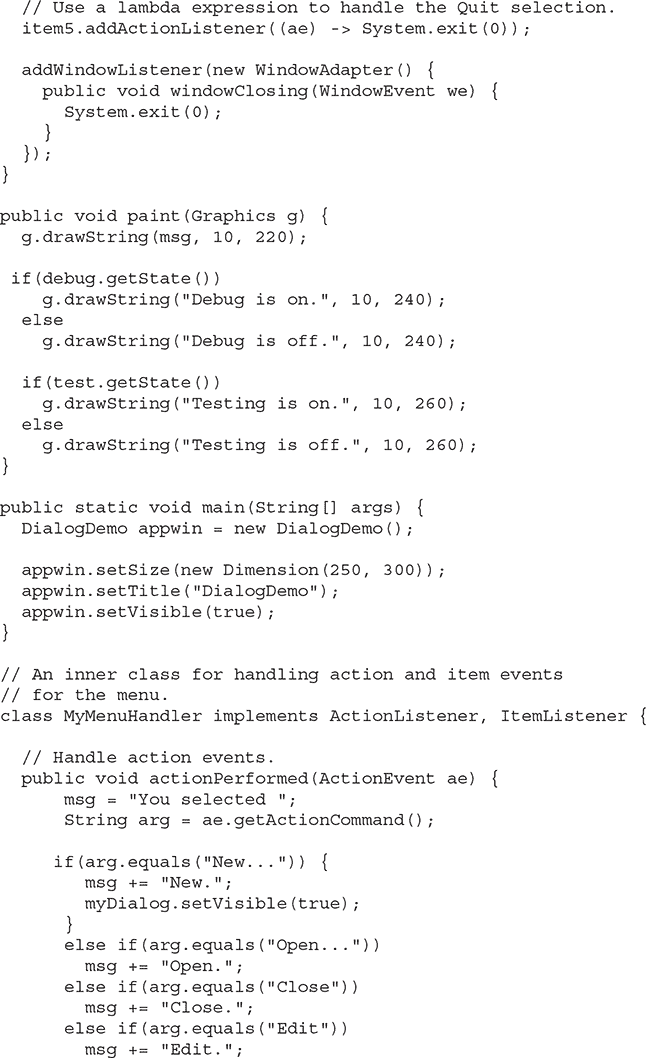 // Use a lambda expression to handle the Quit selection.
  item5.addActionListener((ae) -> System.exit(0));

  addWindowListener(new WindowAdapter() {
    public void windowClosing(WindowEvent we) {
      System.exit(0);
    }
  });
}

public void paint(Graphics g) {
  g.drawString(msg, 10, 220);

 if(debug.getState())
    g.drawString("Debug is on.", 10, 240);
  else
    g.drawString("Debug is off.", 10, 240);

  if(test.getState())
    g.drawString("Testing is on.", 10, 260);
  else
    g.drawString("Testing is off.", 10, 260);
}

public static void main(String[] args) {
  DialogDemo appwin = new DialogDemo();

  appwin.setSize(new Dimension(250, 300));
  appwin.setTitle("DialogDemo");
  appwin.setVisible(true);
}

// An inner class for handling action and item events
// for the menu.
class MyMenuHandler implements ActionListener, ItemListener {

  // Handle action events.
  public void actionPerformed(ActionEvent ae) {
      msg = "You selected ";
      String arg = ae.getActionCommand();

     if(arg.equals("New...")) {
        msg += "New.";
        myDialog.setVisible(true);
      }
      else if(arg.equals("Open..."))
        msg += "Open.";
      else if(arg.equals("Close"))
        msg += "Close.";
      else if(arg.equals("Edit"))
        msg += "Edit.";